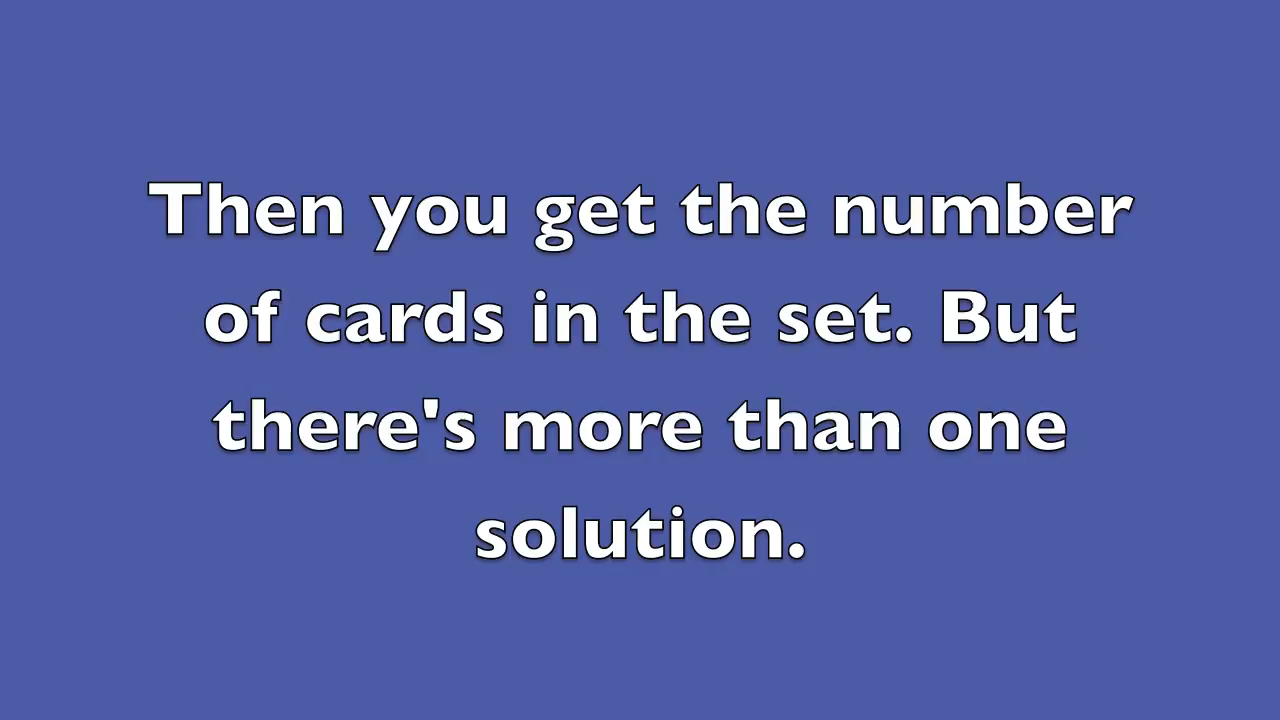 Then you get the number
of cards in the set. But
there's more than one
solution.